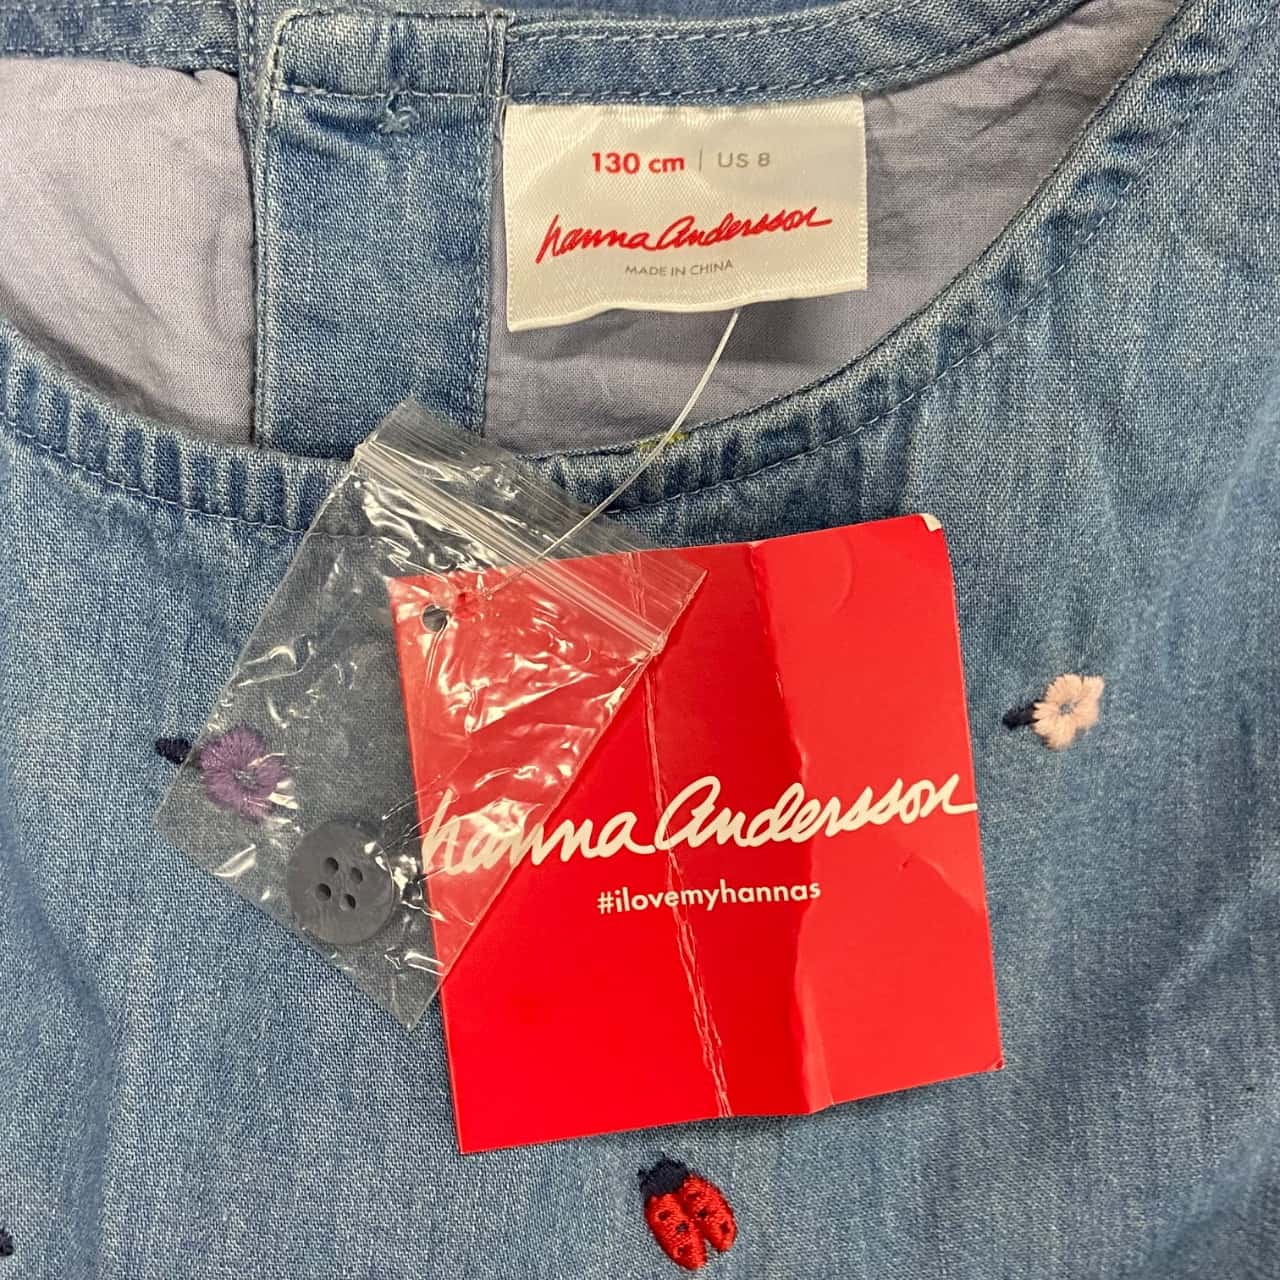 130 cm | US 8
hanna Andersson
MADE IN CHINA
hanna Andersson
#ilovemyhannas